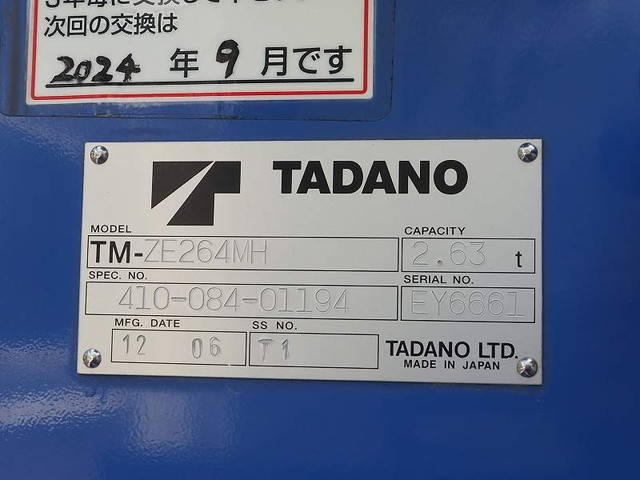 次回の交換は
2024 年 9 月です
TADANO
MODEL
TM-ZE264MH
CAPACITY
2.63 t
SPEC. NO.
410-084-01194
SERIAL NO.
EY6661
MFG. DATE
12 06
SS NO.
T1
TADANO LTD.
MADE IN JAPAN